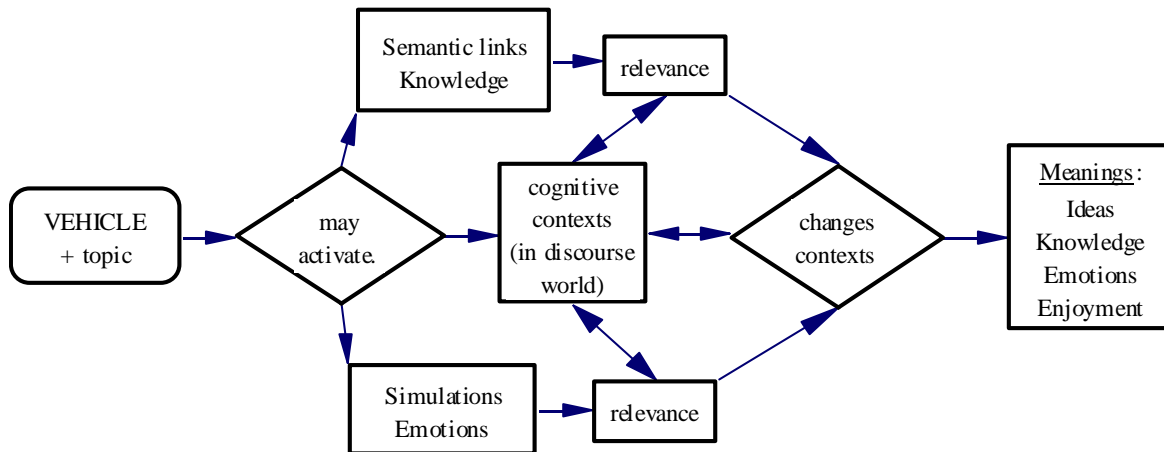 Semantic links
Knowledge
relevance
VEHICLE
+ topic
may
activate.
cognitive
contexts
(in discourse
world)
changes
contexts
Meanings:
Ideas
Knowledge
Emotions
Enjoyment
Simulations
Emotions
relevance